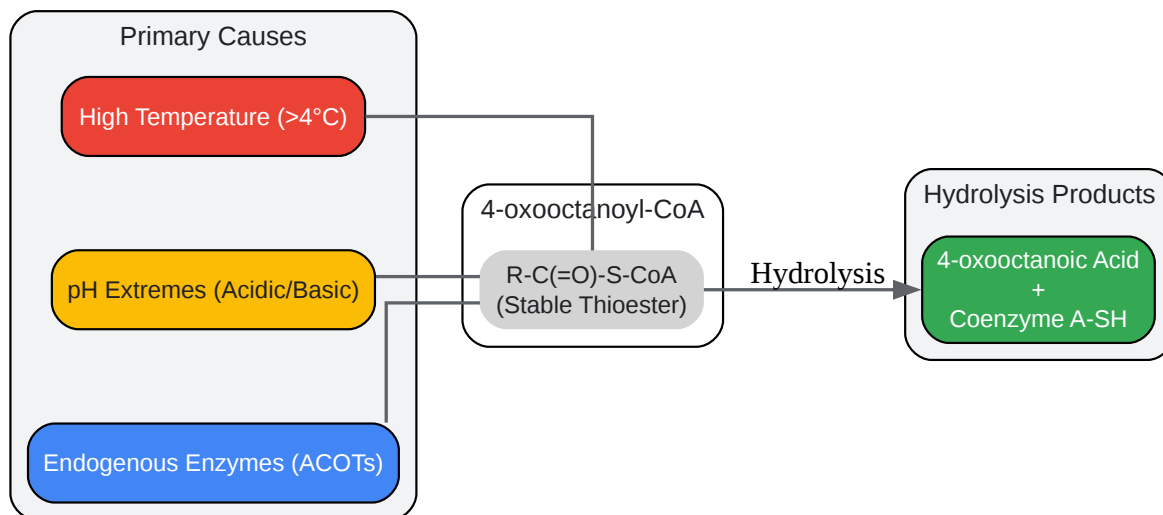 Primary Causes
High Temperature (>4°C)
pH Extremes (Acidic/Basic)
Endogenous Enzymes (ACOTs)
4-oxooctanoyl-CoA
R-C(=O)-S-CoA
(Stable Thioester)
Hydrolysis
Hydrolysis Products
4-oxooctanoic Acid
+
Coenzyme A-SH